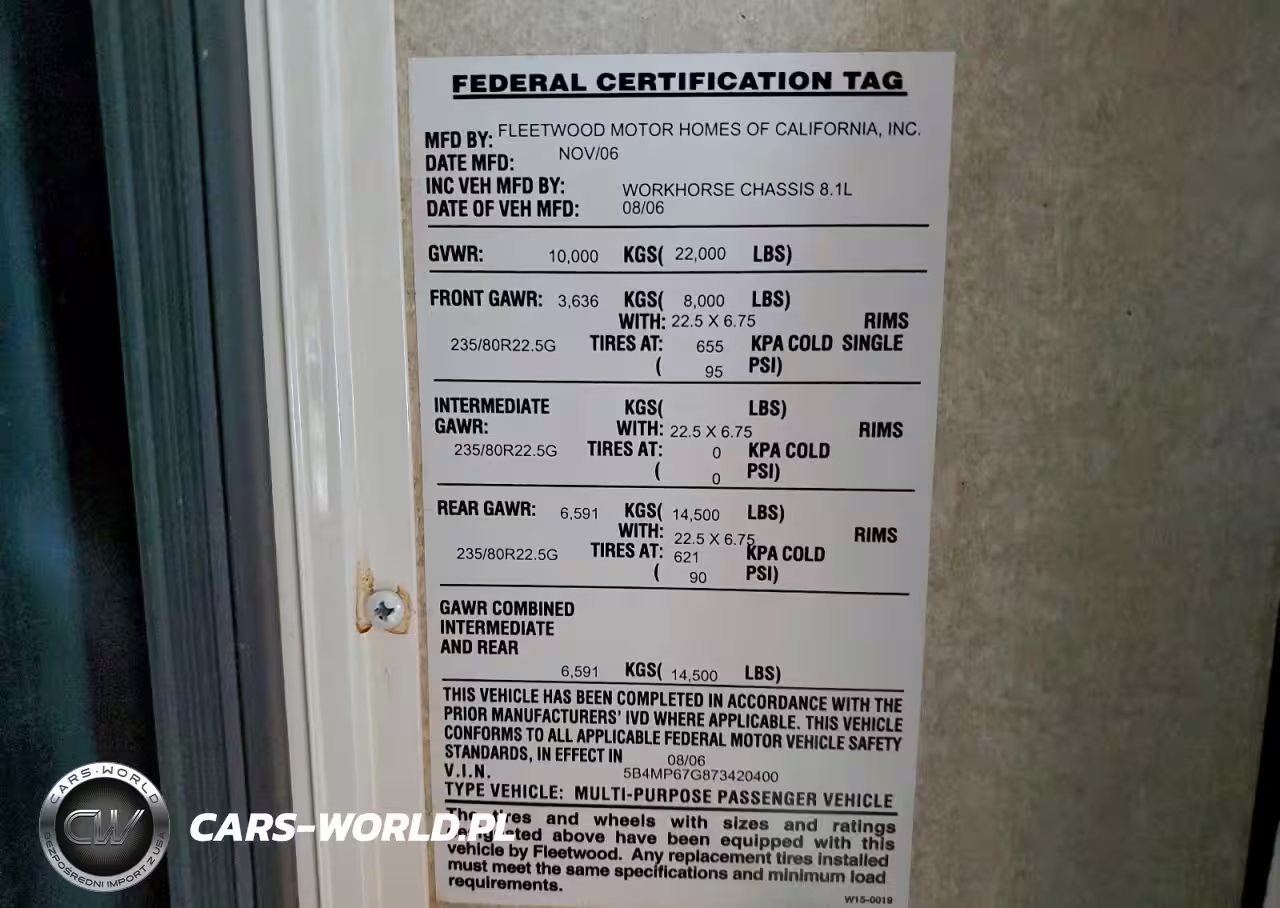 FEDERAL CERTIFICATION TAG
MFD BY: FLEETWOOD MOTOR HOMES OF CALIFORNIA, INC.
DATE MFD: NOV/06
INC VEH MFD BY: WORKHORSE CHASSIS 8.1L
DATE OF VEH MFD: 08/06
GVWR: 10,000 KGS( 22,000 LBS)
FRONT GAWR: 3,636 KGS( 8,000 LBS)
WITH: 22.5 X 6.75 RIMS
235/80R22.5G TIRES AT: 655 KPA COLD SINGLE
( 95 PSI)
INTERMEDIATE KGS( LBS)
GAWR: WITH: 22.5 X 6.75 RIMS
235/80R22.5G TIRES AT: 0 KPA COLD
( 0 PSI)
REAR GAWR: 6,591 KGS( 14,500 LBS)
WITH: 22.5 X 6.75 RIMS
235/80R22.5G TIRES AT: 621 KPA COLD
( 90 PSI)
GAWR COMBINED
INTERMEDIATE
AND REAR
6,591 KGS( 14,500 LBS)
THIS VEHICLE HAS BEEN COMPLETED IN ACCORDANCE WITH THE
PRIOR MANUFACTURERS' IVD WHERE APPLICABLE. THIS VEHICLE
CONFORMS TO ALL APPLICABLE FEDERAL MOTOR VEHICLE SAFETY
STANDARDS, IN EFFECT IN 08/06
V.I.N. 5B4MP67G873420400
TYPE VEHICLE: MULTI-PURPOSE PASSENGER VEHICLE
The tires and wheels with sizes and ratings
above have been equipped with this
vehicle by Fleetwood. Any replacement tires installed
must meet the same specifications and minimum load
requirements.
W15-0019
CARS-WORLD
CW
BEZPOŚREDNI IMPORT Z USA
CARS-WORLD.PL